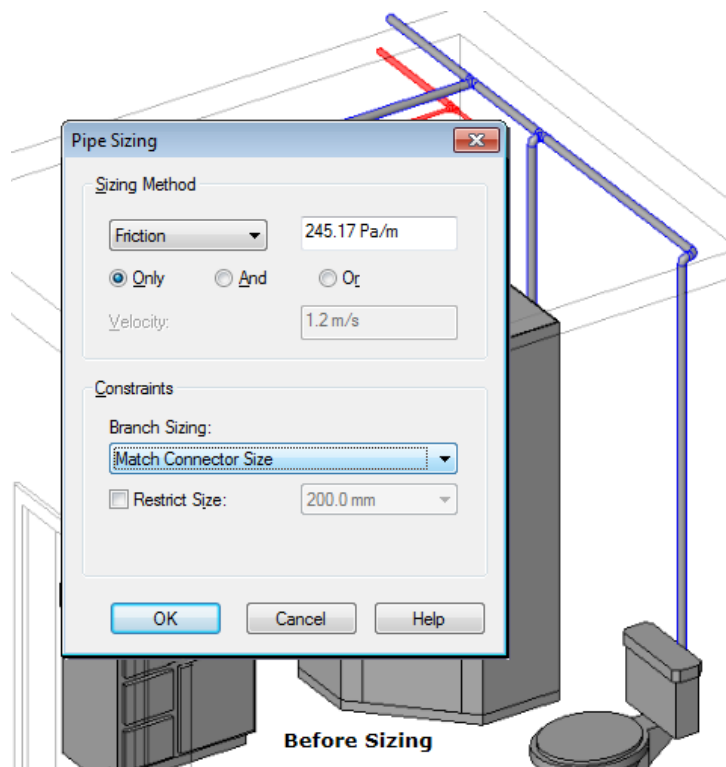 Pipe Sizing
Sizing Method
Friction 245.17 Pa/m
Only And Or
Velocity: 1.2 m/s
Constraints
Branch Sizing:
Match Connector Size
Restrict Size: 200.0 mm
OK Cancel Help
Before Sizing